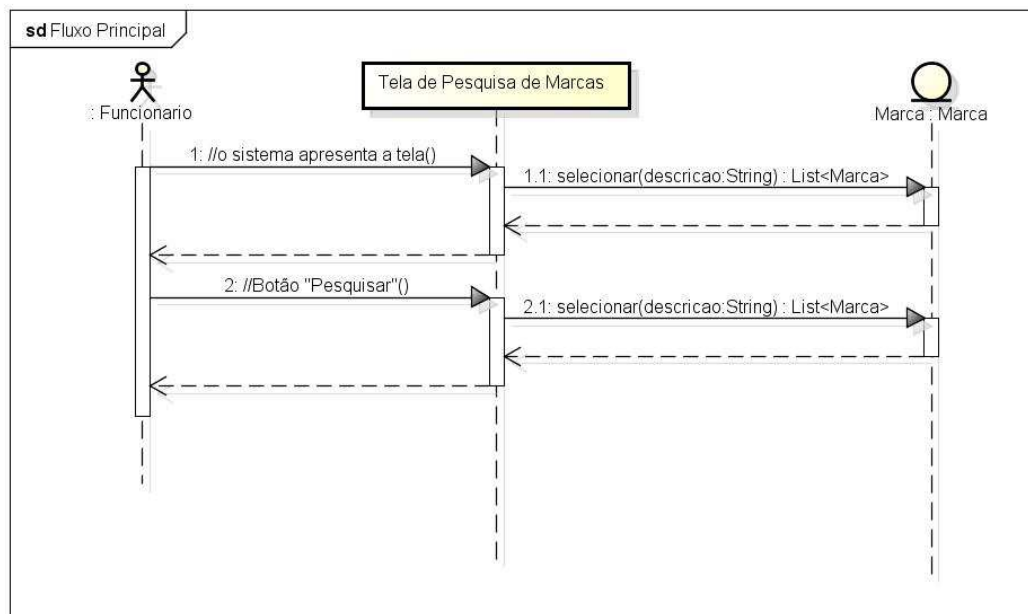 sd Fluxo Principal
: Funcionario
Tela de Pesquisa de Marcas
Marca : Marca
1: //o sistema apresenta a tela()
1.1: selecionar(descricao:String) : List<Marca>
2: //Botão "Pesquisar"()
2.1: selecionar(descricao:String) : List<Marca>